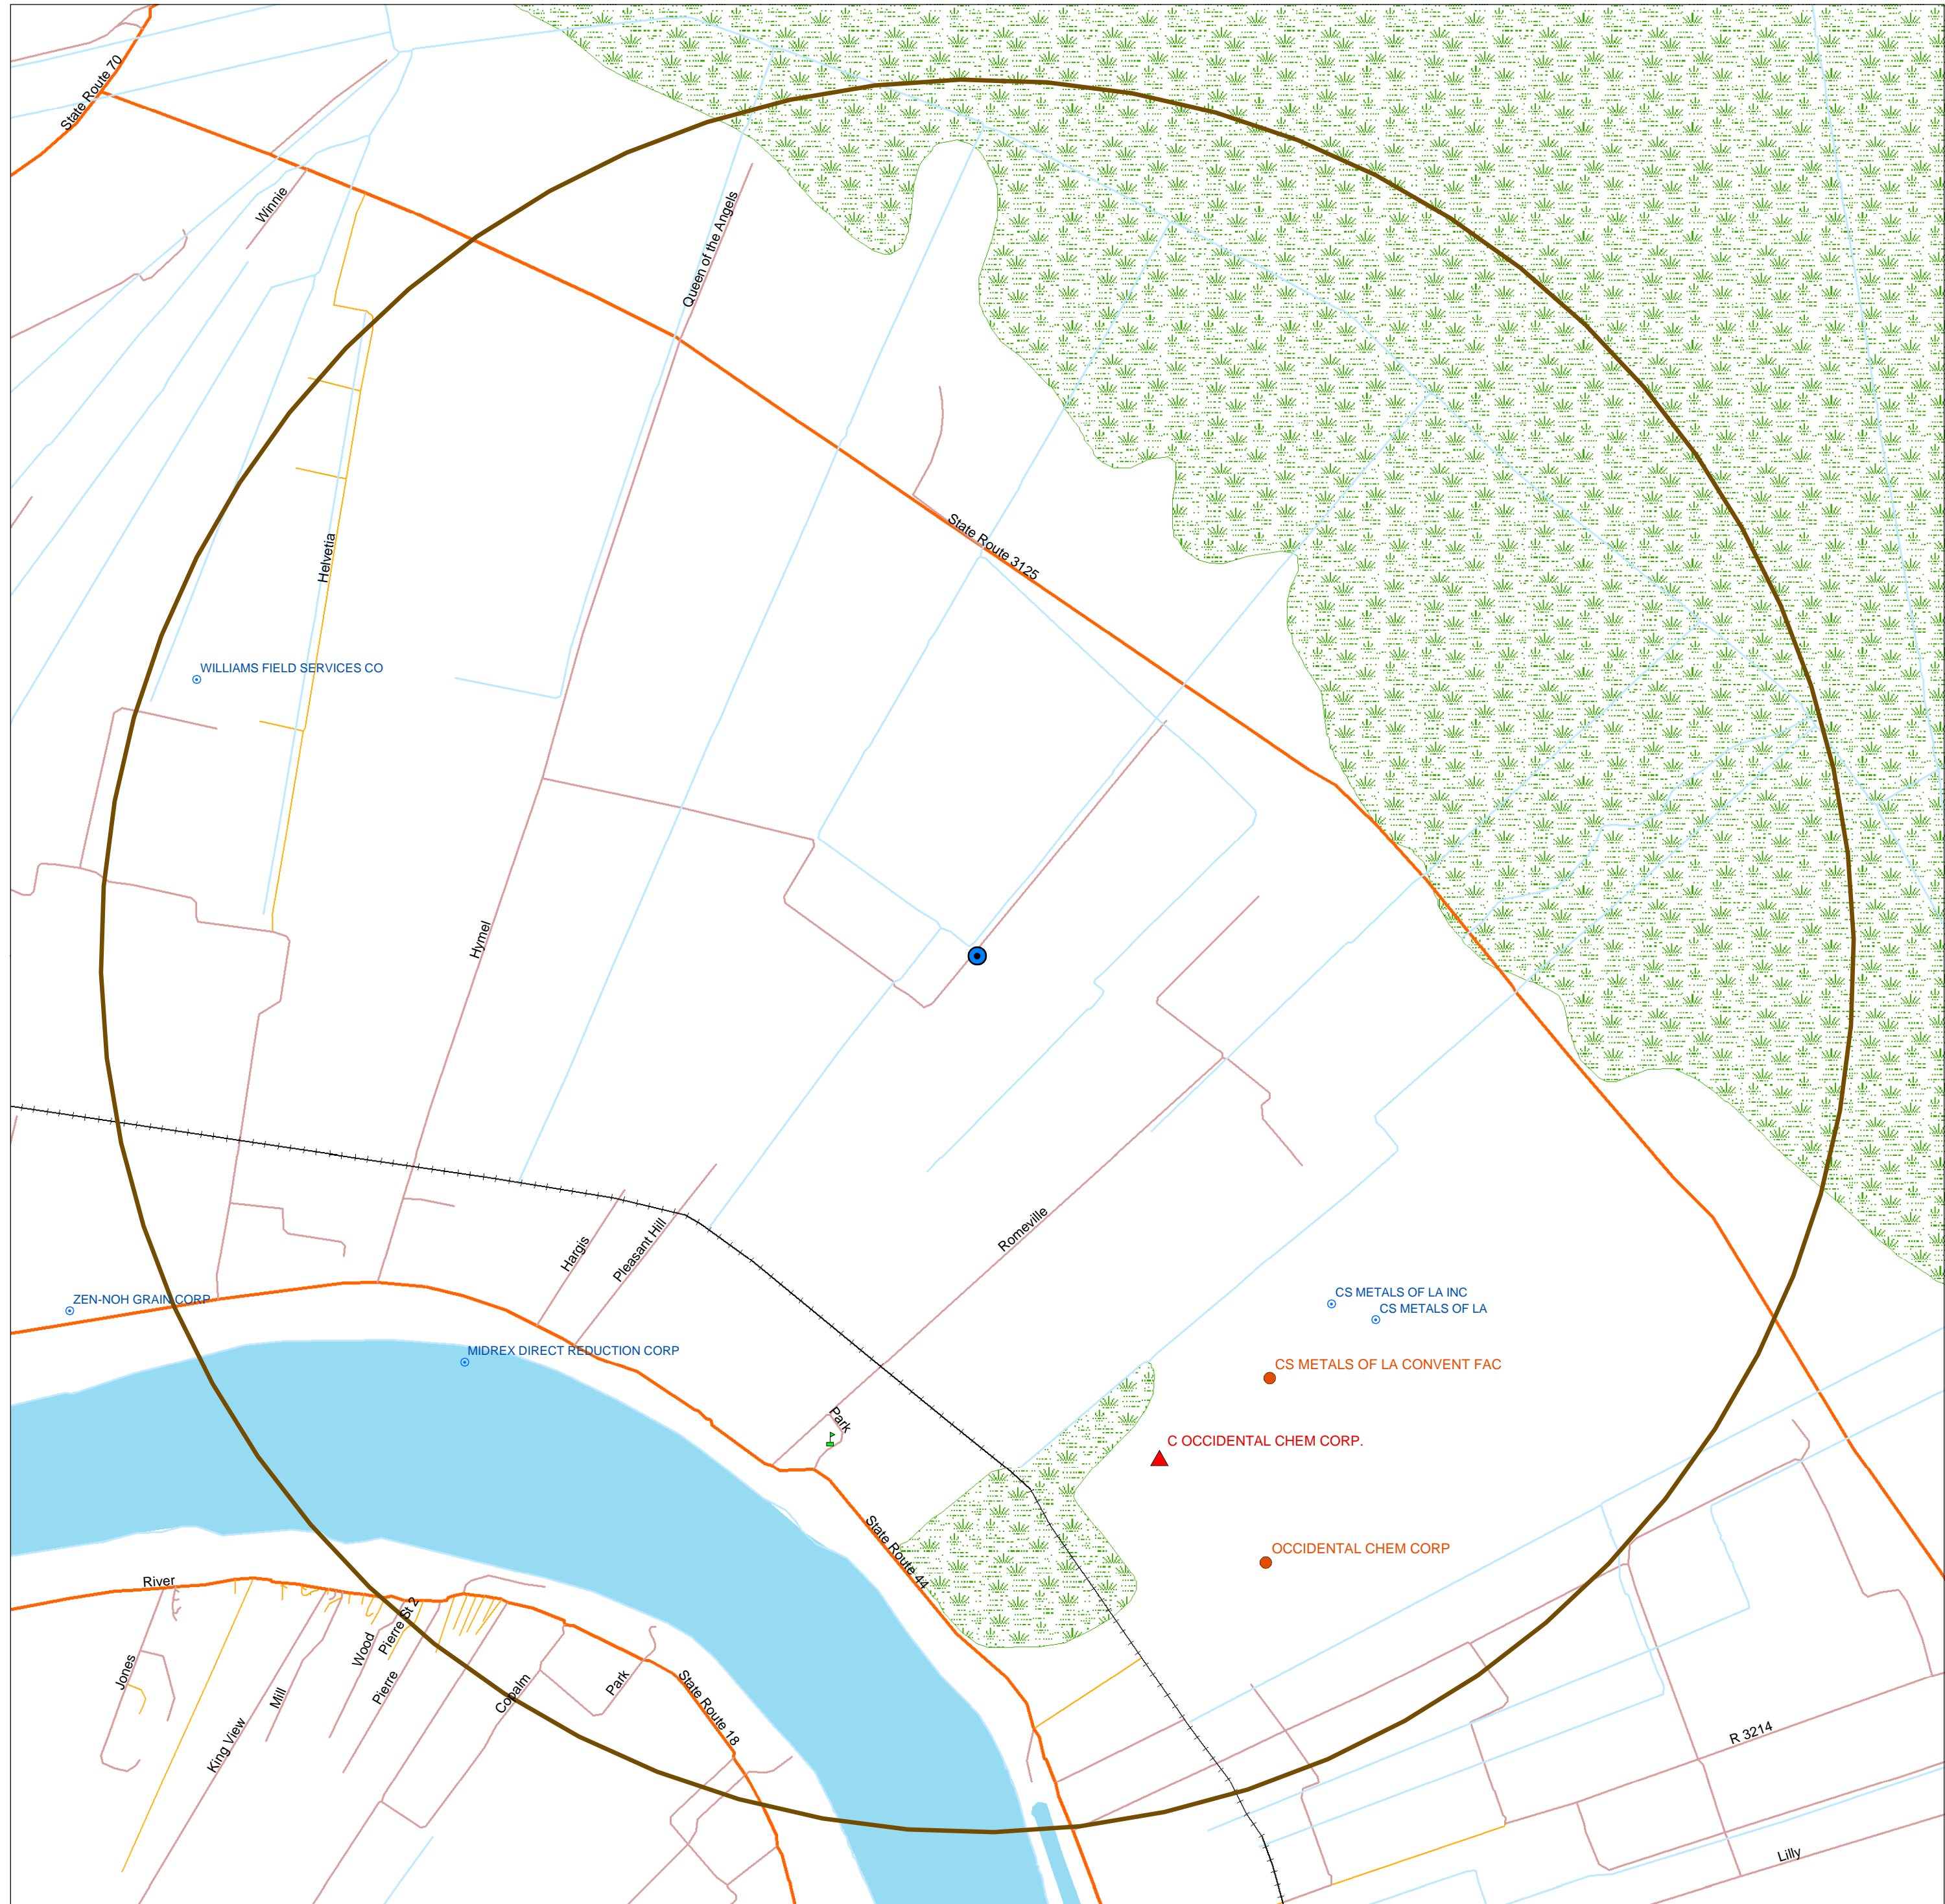 State Route 70
Winnie
Queen of the Angels
State Route 3125
Helvetia
WILLIAMS FIELD SERVICES CO
Hymel
Romeville
Hargis
Pleasant Hill
ZEN-NOH GRAIN CORP
CS METALS OF LA INC
CS METALS OF LA
MIDREX DIRECT REDUCTION CORP
CS METALS OF LA CONVENT FAC
Park
C OCCIDENTAL CHEM CORP.
State Route 44
OCCIDENTAL CHEM CORP
River
Jones
King View
Mill
Wood
Pierre St 2
Pierre
Copalm
Park
State Route 18
R 3214
Lilly